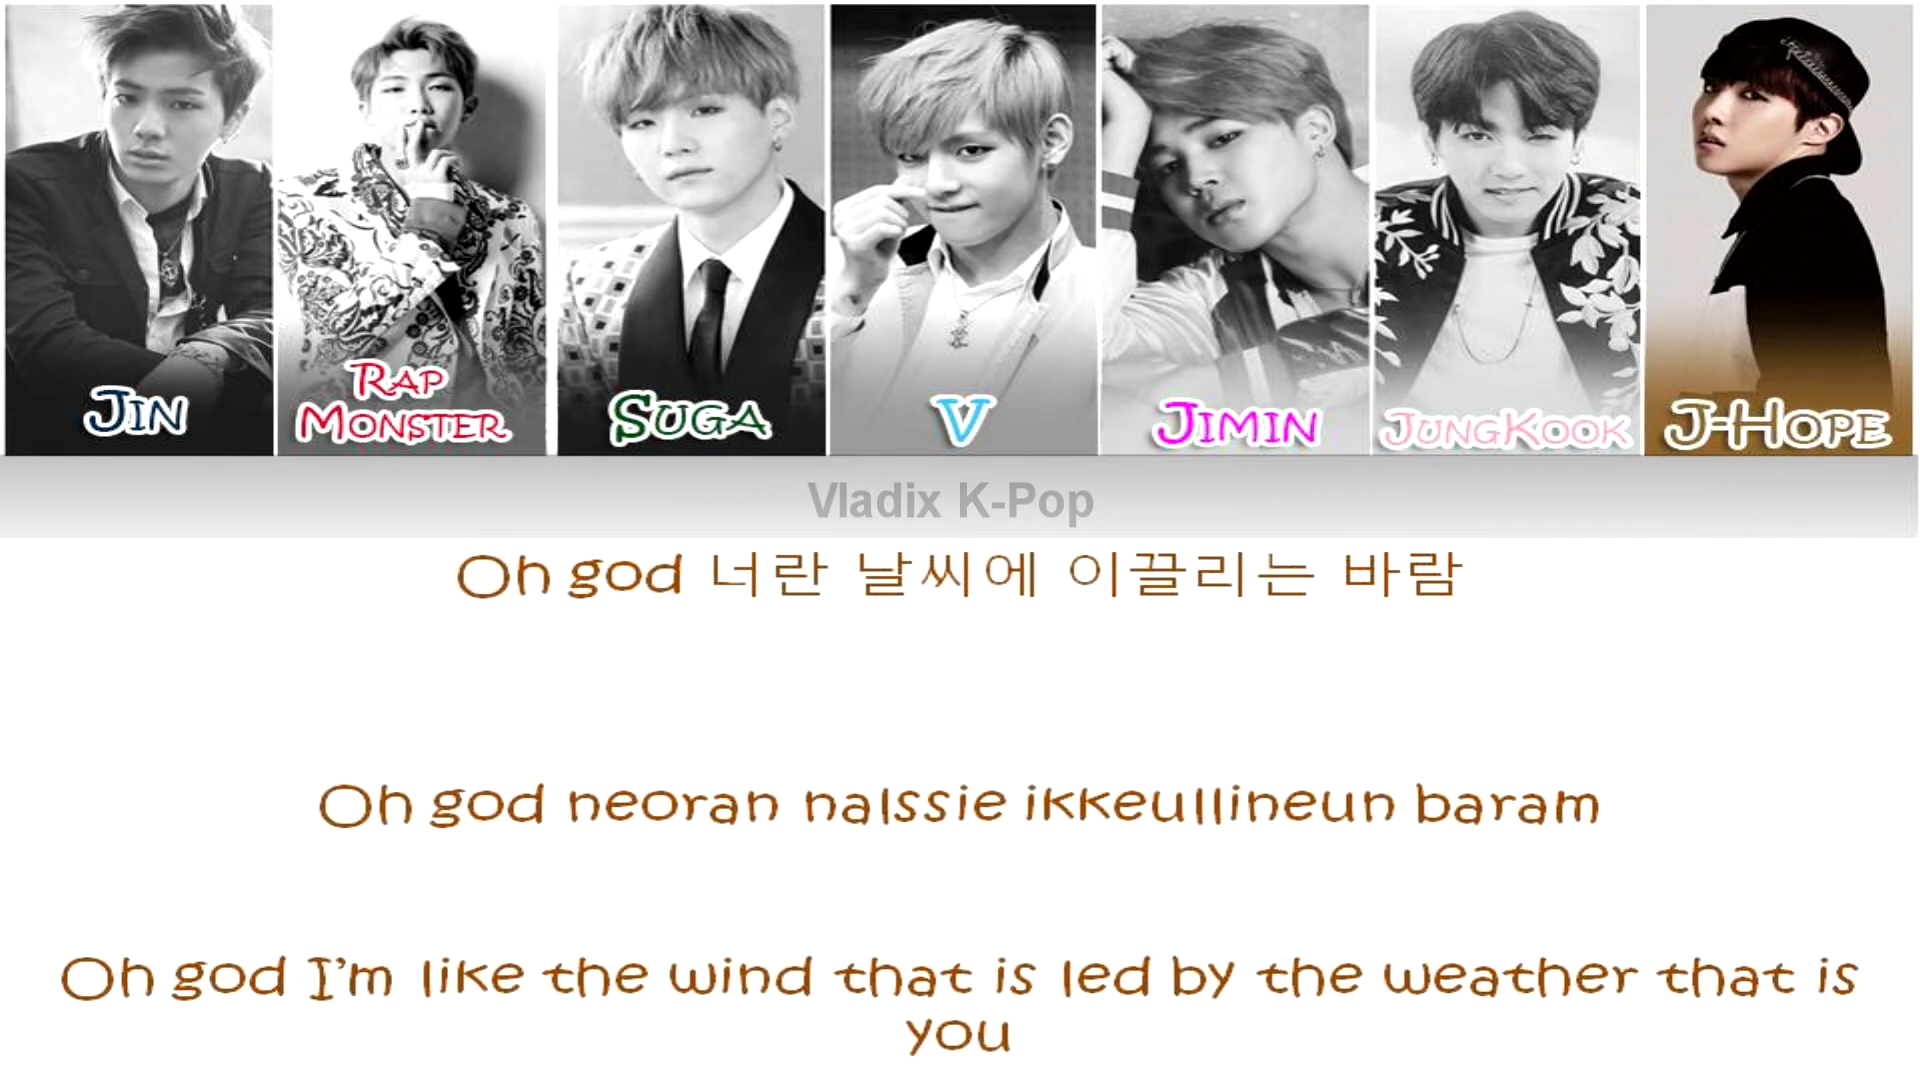 Jin
Rap
Monster
Suga
V
Jimin
JungKook
J-Hope
Vladix K-Pop
Oh god 너란 날씨에 이끌리는 바람
Oh god neoran nalssie ikkeullineun baram
Oh god I'm like the wind that is led by the weather that is
you